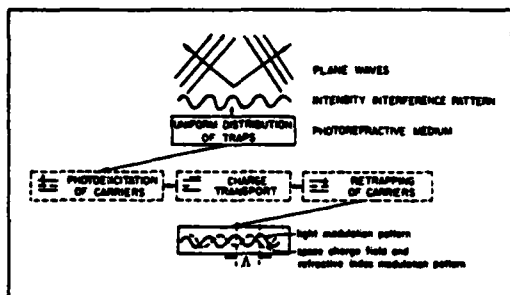 PLANE WAVES
INTENSITY INTERFERENCE PATTERN
UNIFORM DISTRIBUTION
OF TRAPS
PHOTOREFRACTIVE MEDIUM
PHOTOEXCITATION
OF CARRIERS
CHARGE
TRANSPORT
RETRAPPING
OF CARRIERS
light modulation pattern
space charge field and
refractive index modulation pattern
Λ